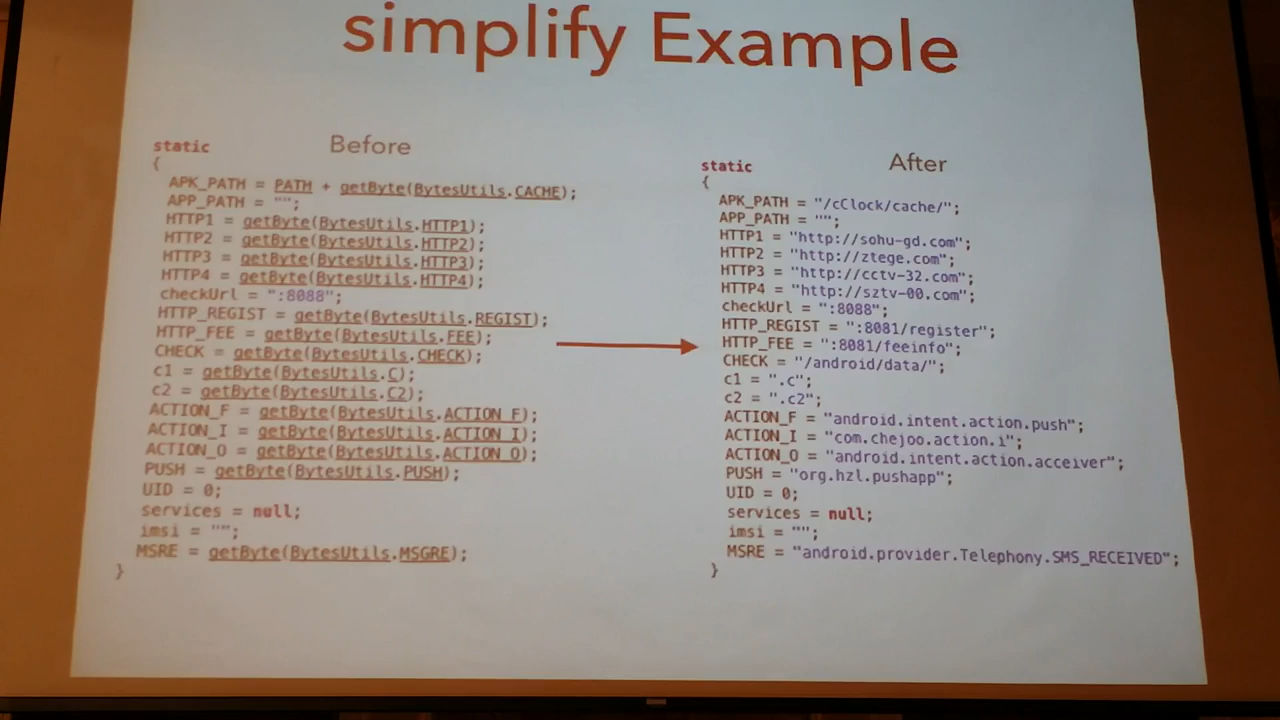 simplify Example
Before
static
{
APK_PATH = PATH + getByte(BytesUtils.CACHE);
APP_PATH = "";
HTTP1 = getByte(BytesUtils.HTTP1);
HTTP2 = getByte(BytesUtils.HTTP2);
HTTP3 = getByte(BytesUtils.HTTP3);
HTTP4 = getByte(BytesUtils.HTTP4);
checkUrl = ":8088";
HTTP_REGIST = getByte(BytesUtils.REGIST);
HTTP_FEE = getByte(BytesUtils.FEE);
CHECK = getByte(BytesUtils.CHECK);
c1 = getByte(BytesUtils.C);
c2 = getByte(BytesUtils.C2);
ACTION_F = getByte(BytesUtils.ACTION_F);
ACTION_I = getByte(BytesUtils.ACTION_I);
ACTION_O = getByte(BytesUtils.ACTION_O);
PUSH = getByte(BytesUtils.PUSH);
UID = 0;
services = null;
imsi = "";
MSRE = getByte(BytesUtils.MSGRE);
}
After
static
{
APK_PATH = "/cClock/cache/";
APP_PATH = "";
HTTP1 = "http://sohu-gd.com";
HTTP2 = "http://ztege.com";
HTTP3 = "http://cctv-32.com";
HTTP4 = "http://sztv-00.com";
checkUrl = ":8088";
HTTP_REGIST = ":8081/register";
HTTP_FEE = ":8081/feeinfo";
CHECK = "/android/data/";
c1 = ".c";
c2 = ".c2";
ACTION_F = "android.intent.action.push";
ACTION_I = "com.chejoo.action.i";
ACTION_O = "android.intent.action.acceiver";
PUSH = "org.hzl.pushapp";
UID = 0;
services = null;
imsi = "";
MSRE = "android.provider.Telephony.SMS_RECEIVED";
}